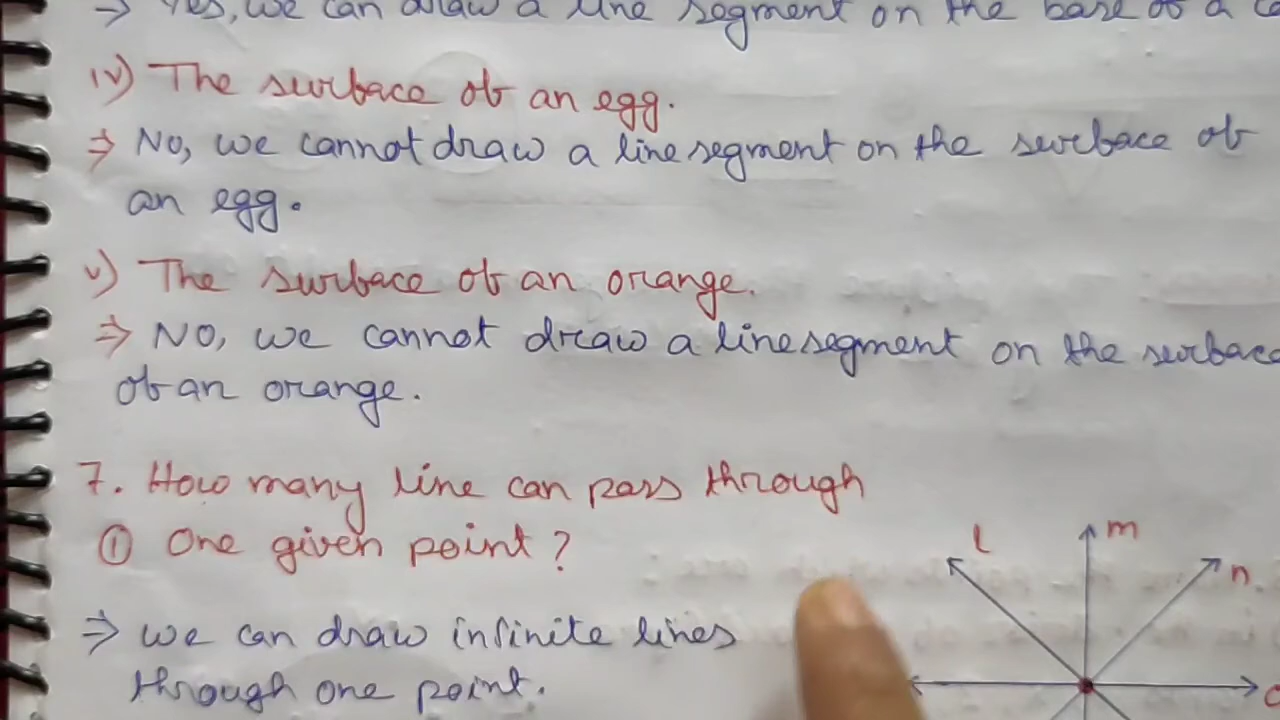 ⇒ Yes, we can draw a line segment on the base of a
iv) The surface of an egg.
⇒ No, we cannot draw a line segment on the surface of
an egg.
v) The surface of an orange.
⇒ No, we cannot draw a line segment on the surface
of an orange.
7. How many line can pass through
① One given point?
l m n
⇒ we can draw infinite lines
through one point.